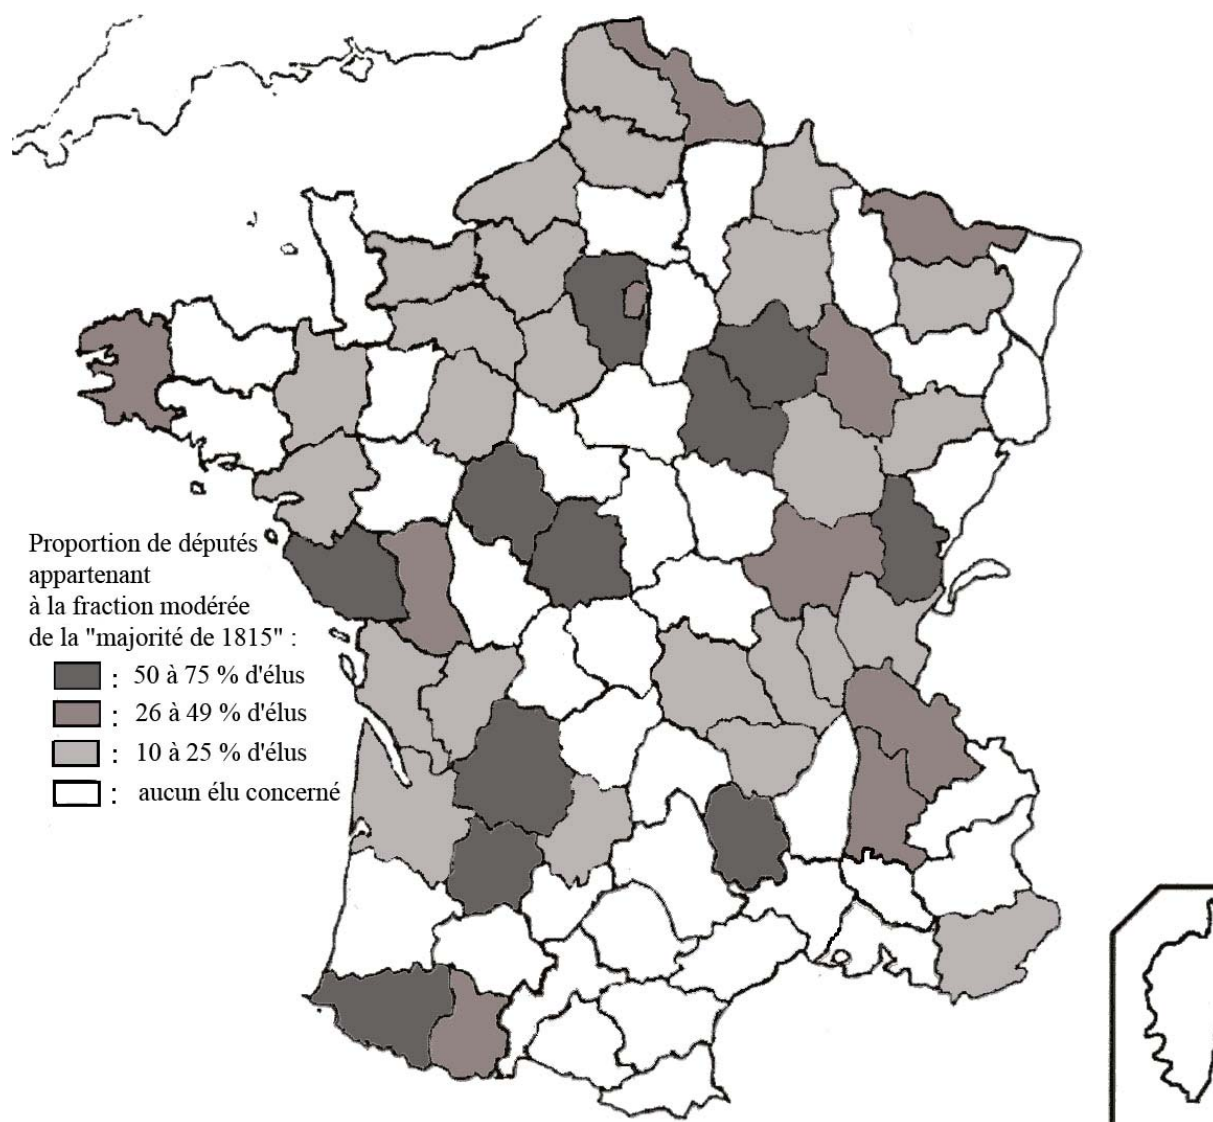 Proportion de députés
appartenant
à la fraction modérée
de la "majorité de 1815" :
: 50 à 75 % d'élus
: 26 à 49 % d'élus
: 10 à 25 % d'élus
: aucun élu concerné